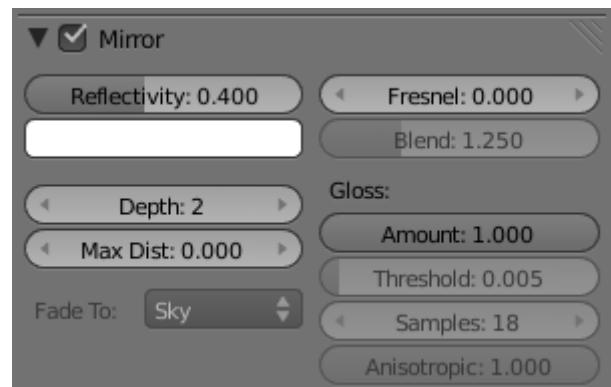 Mirror
Reflectivity: 0.400
Fresnel: 0.000
Blend: 1.250
Depth: 2
Max Dist: 0.000
Fade To: Sky
Gloss:
Amount: 1.000
Threshold: 0.005
Samples: 18
Anisotropic: 1.000